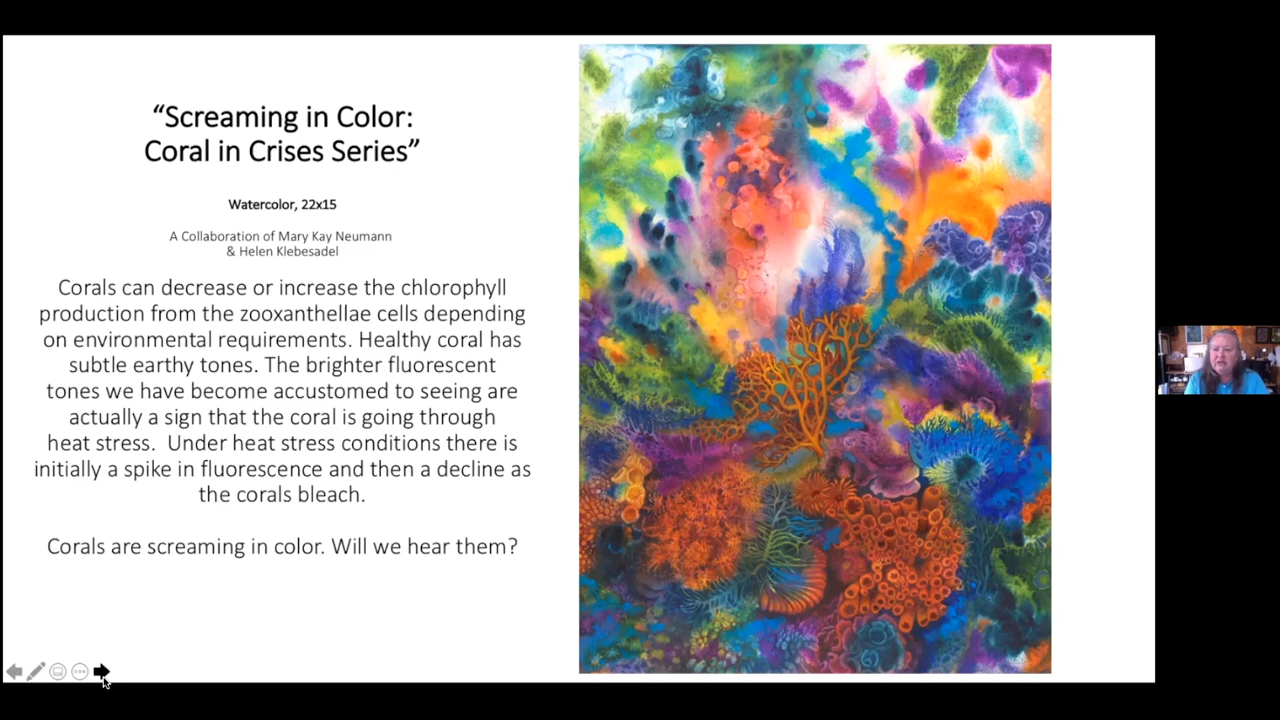 “Screaming in Color:
Coral in Crises Series”
Watercolor, 22x15
A Collaboration of Mary Kay Neumann
& Helen Klebesadel
Corals can decrease or increase the chlorophyll
production from the zooxanthellae cells depending
on environmental requirements. Healthy coral has
subtle earthy tones. The brighter fluorescent
tones we have become accustomed to seeing are
actually a sign that the coral is going through
heat stress.  Under heat stress conditions there is
initially a spike in fluorescence and then a decline as
the corals bleach.
Corals are screaming in color. Will we hear them?